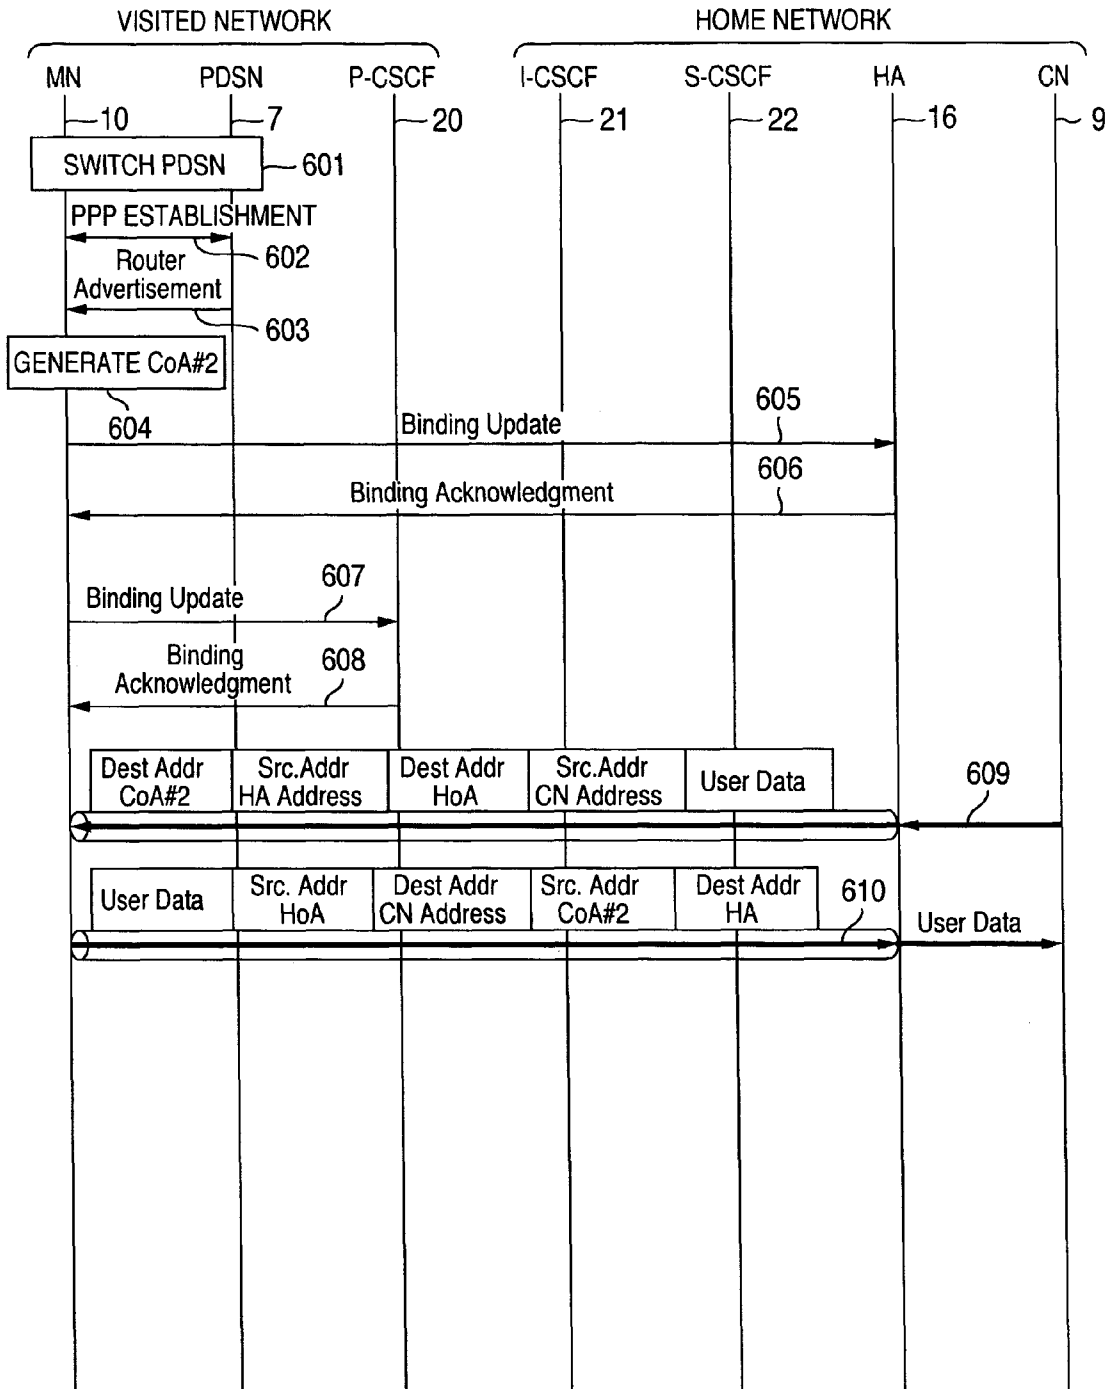 VISITED NETWORK
HOME NETWORK
MN
PDSN
P-CSCF
I-CSCF
S-CSCF
HA
CN
10
7
20
21
22
16
9
SWITCH PDSN
601
PPP ESTABLISHMENT
602
Router
Advertisement
603
GENERATE CoA#2
604
Binding Update
605
Binding Acknowledgment
606
Binding Update
607
Binding
Acknowledgment
608
Dest Addr
CoA#2
Src.Addr
HA Address
Dest Addr
HoA
Src.Addr
CN Address
User Data
609
User Data
Src. Addr
HoA
Dest Addr
CN Address
Src. Addr
CoA#2
Dest Addr
HA
610
User Data